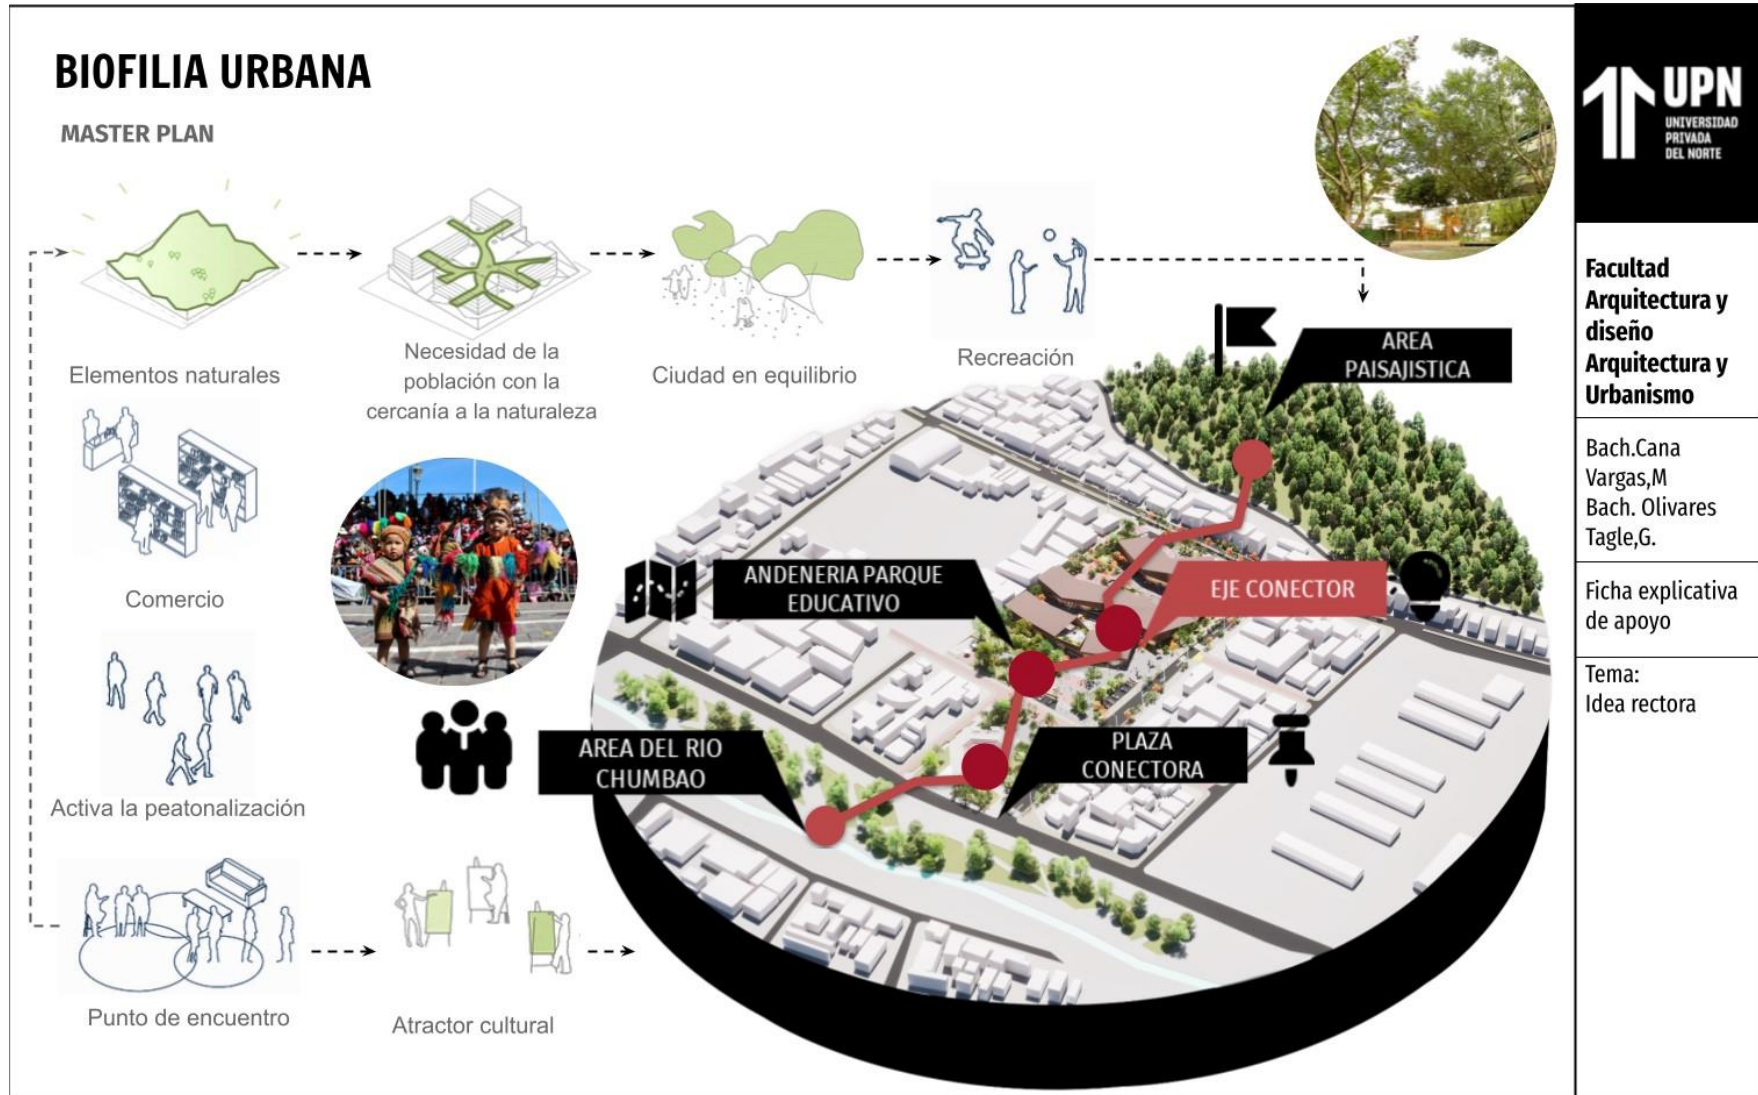 BIOFILIA URBANA
MASTER PLAN
Elementos naturales
Necesidad de la
población con la
cercanía a la naturaleza
Ciudad en equilibrio
Recreación
Comercio
Activa la peatonalización
Punto de encuentro
Atractor cultural
AREA
PAISAJISTICA
ANDENERIA PARQUE
EDUCATIVO
EJE CONECTOR
AREA DEL RIO
CHUMBAO
PLAZA
CONECTORA
UPN
UNIVERSIDAD
PRIVADA
DEL NORTE
Facultad
Arquitectura y
diseño
Arquitectura y
Urbanismo
Bach.Cana
Vargas,M
Bach. Olivares
Tagle,G.
Ficha explicativa
de apoyo
Tema:
Idea rectora